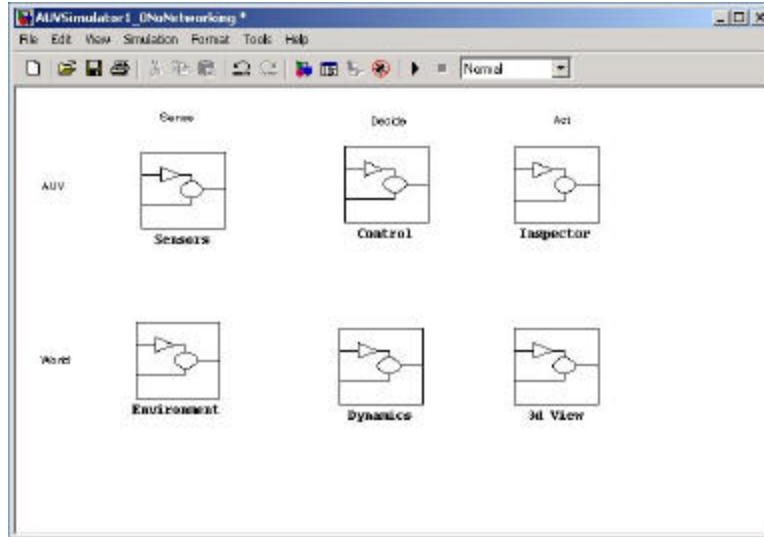 AUVSimulator1_0NoNetworking *
File Edit View Simulation Format Tools Help
Normal
Sense Decide Act
AUV
Sensors Control Inspector
World
Environment Dynamics 3d View